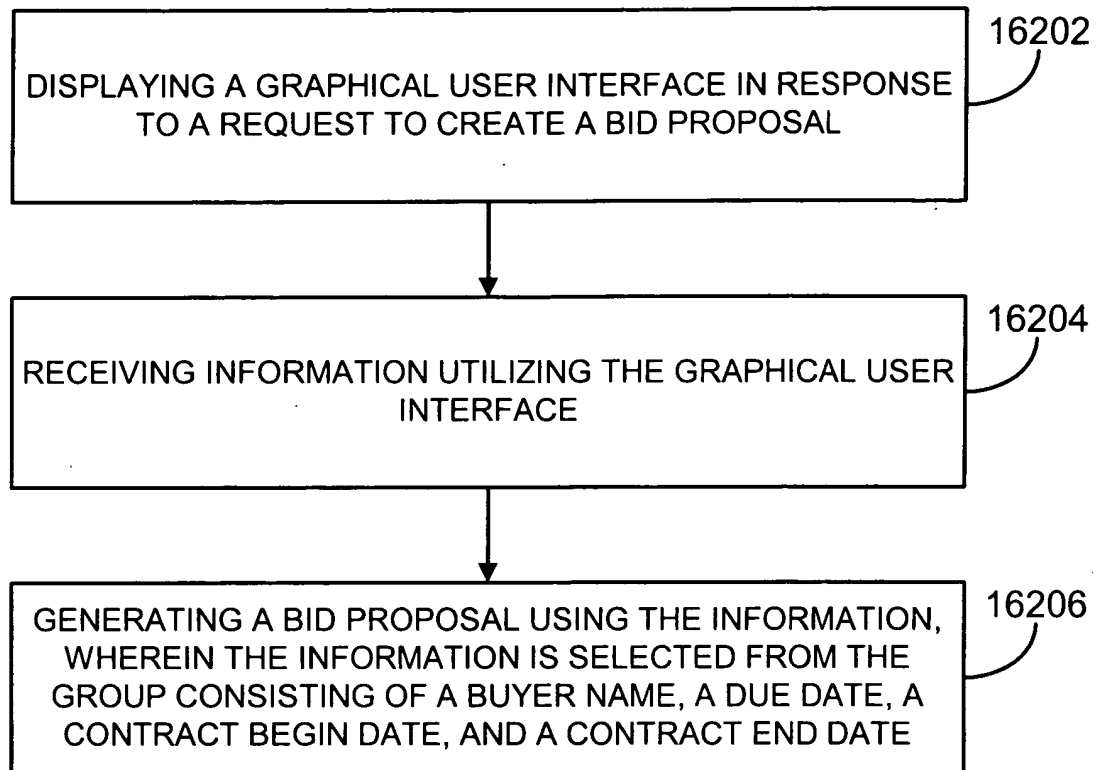 16202
DISPLAYING A GRAPHICAL USER INTERFACE IN RESPONSE
TO A REQUEST TO CREATE A BID PROPOSAL
16204
RECEIVING INFORMATION UTILIZING THE GRAPHICAL USER
INTERFACE
16206
GENERATING A BID PROPOSAL USING THE INFORMATION,
WHEREIN THE INFORMATION IS SELECTED FROM THE
GROUP CONSISTING OF A BUYER NAME, A DUE DATE, A
CONTRACT BEGIN DATE, AND A CONTRACT END DATE